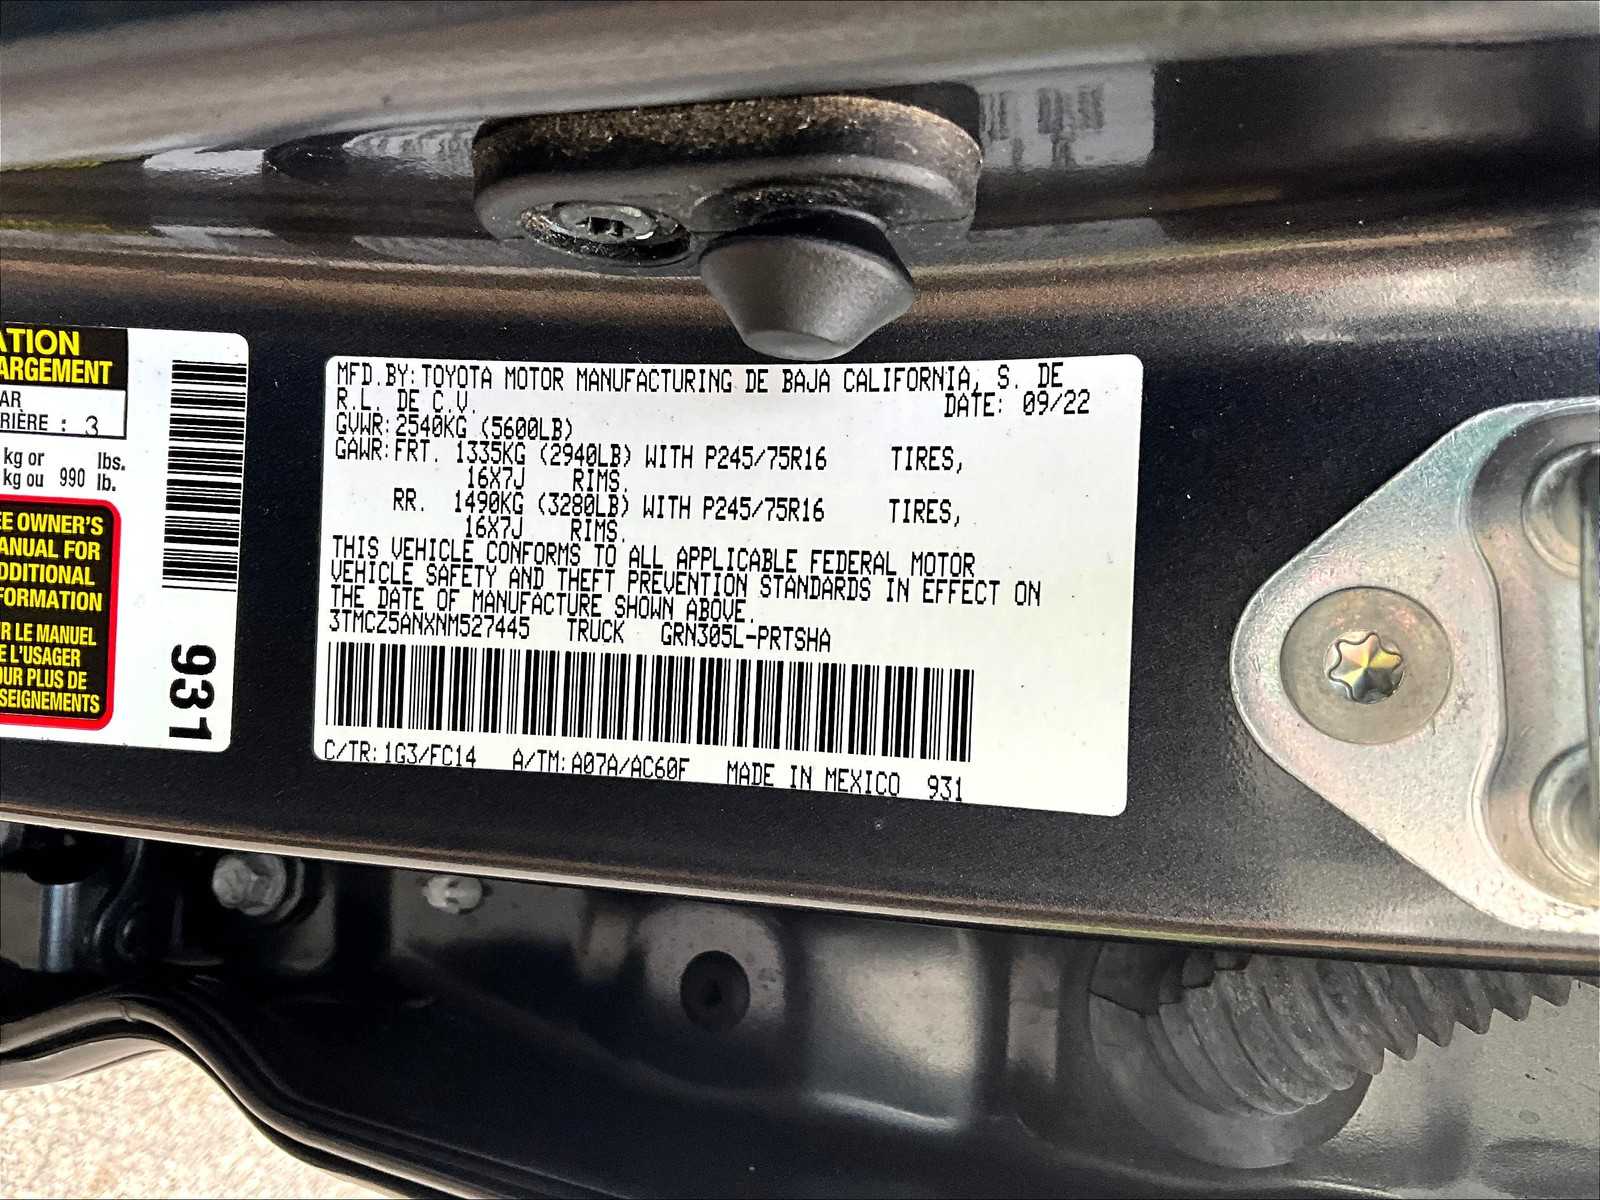 ATION
ARGEMENT
AR
RIÈRE : 3
kg or lbs.
kg ou 990 lb.
EE OWNER'S
ANUAL FOR
DDITIONAL
FORMATION
R LE MANUEL
E L'USAGER
UR PLUS DE
SEIGNEMENTS
931
MFD.BY:TOYOTA MOTOR MANUFACTURING DE BAJA CALIFORNIA, S. DE
R.L. DE C.V. DATE: 09/22
GVWR:2540KG (5600LB)
GAWR:FRT. 1335KG (2940LB) WITH P245/75R16 TIRES,
16X7J RIMS.
RR. 1490KG (3280LB) WITH P245/75R16 TIRES,
16X7J RIMS.
THIS VEHICLE CONFORMS TO ALL APPLICABLE FEDERAL MOTOR
VEHICLE SAFETY AND THEFT PREVENTION STANDARDS IN EFFECT ON
THE DATE OF MANUFACTURE SHOWN ABOVE.
3TMCZ5ANXNM527445 TRUCK GRN305L-PRTSHA
C/TR:1G3/FC14 A/TM:A07A/AC60F MADE IN MEXICO 931